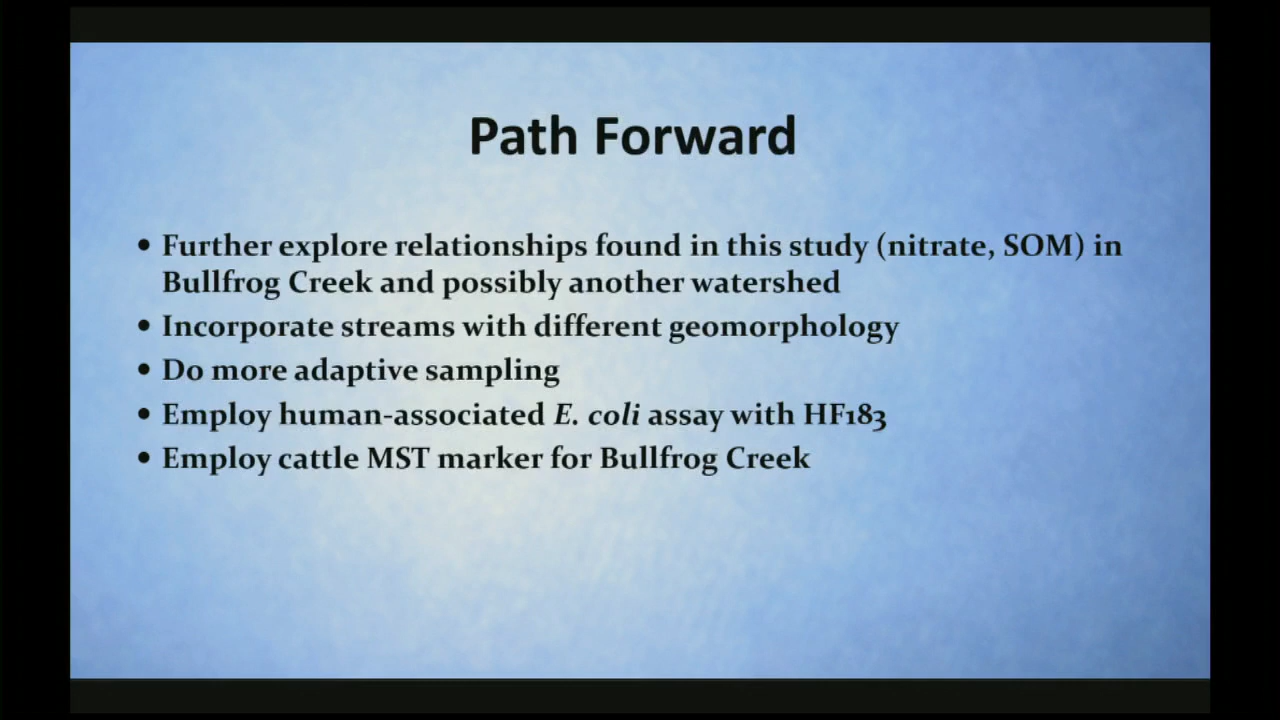 Path Forward
• Further explore relationships found in this study (nitrate, SOM) in
Bullfrog Creek and possibly another watershed
• Incorporate streams with different geomorphology
• Do more adaptive sampling
• Employ human-associated E. coli assay with HF183
• Employ cattle MST marker for Bullfrog Creek